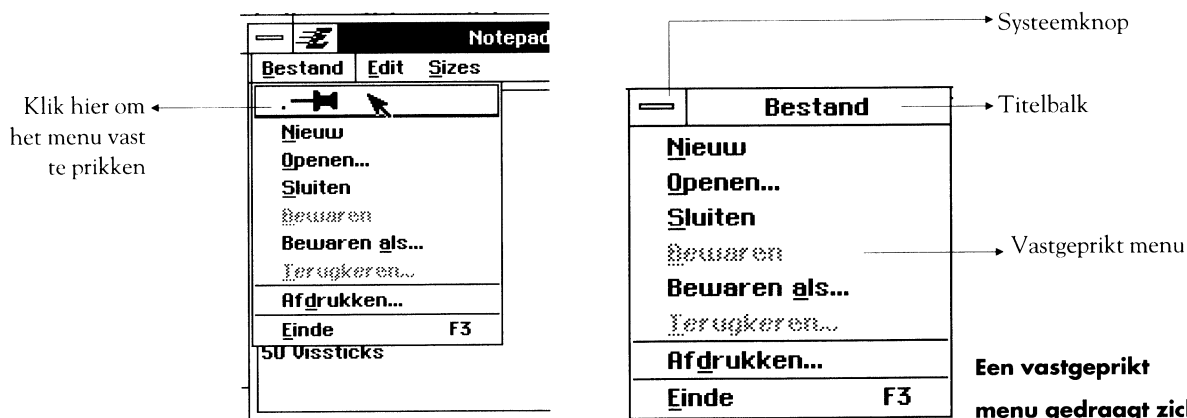 Notepad
Bestand Edit Sizes
Klik hier om
het menu vast
te prikken
Nieuw
Openen...
Sluiten
Bewaren
Bewaren als...
Terugkeren...
Afdrukken...
Einde F3
50 Vissticks
Systeemknop
Bestand
Titelbalk
Nieuw
Openen...
Sluiten
Bewaren
Vastgeprikt menu
Bewaren als...
Terugkeren...
Afdrukken...
Einde F3
Een vastgeprikt
menu gedraagt zich